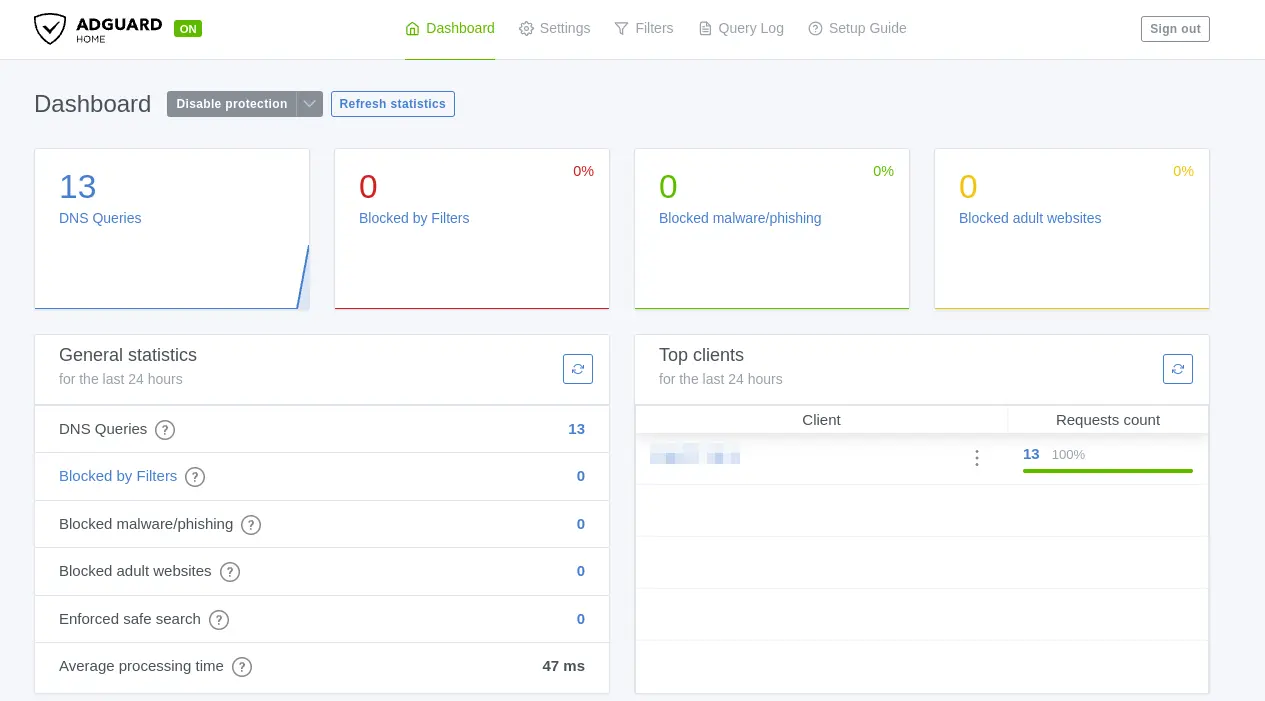 ADGUARD
HOME
ON
Dashboard
Settings
Filters
Query Log
Setup Guide
Sign out
Dashboard
Disable protection
Refresh statistics
13
DNS Queries
0%
0
Blocked by Filters
0%
0
Blocked malware/phishing
0%
0
Blocked adult websites
General statistics
for the last 24 hours
DNS Queries ? 13
Blocked by Filters ? 0
Blocked malware/phishing ? 0
Blocked adult websites ? 0
Enforced safe search ? 0
Average processing time ? 47 ms
Top clients
for the last 24 hours
Client Requests count
13 100%